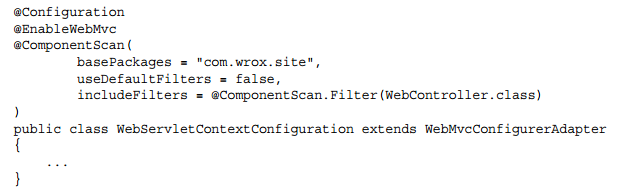 @Configuration
@EnableWebMvc
@ComponentScan(
        basePackages = "com.wrox.site",
        useDefaultFilters = false,
        includeFilters = @ComponentScan.Filter(WebController.class)
)
public class WebServletContextConfiguration extends WebMvcConfigurerAdapter
{
    ...
}